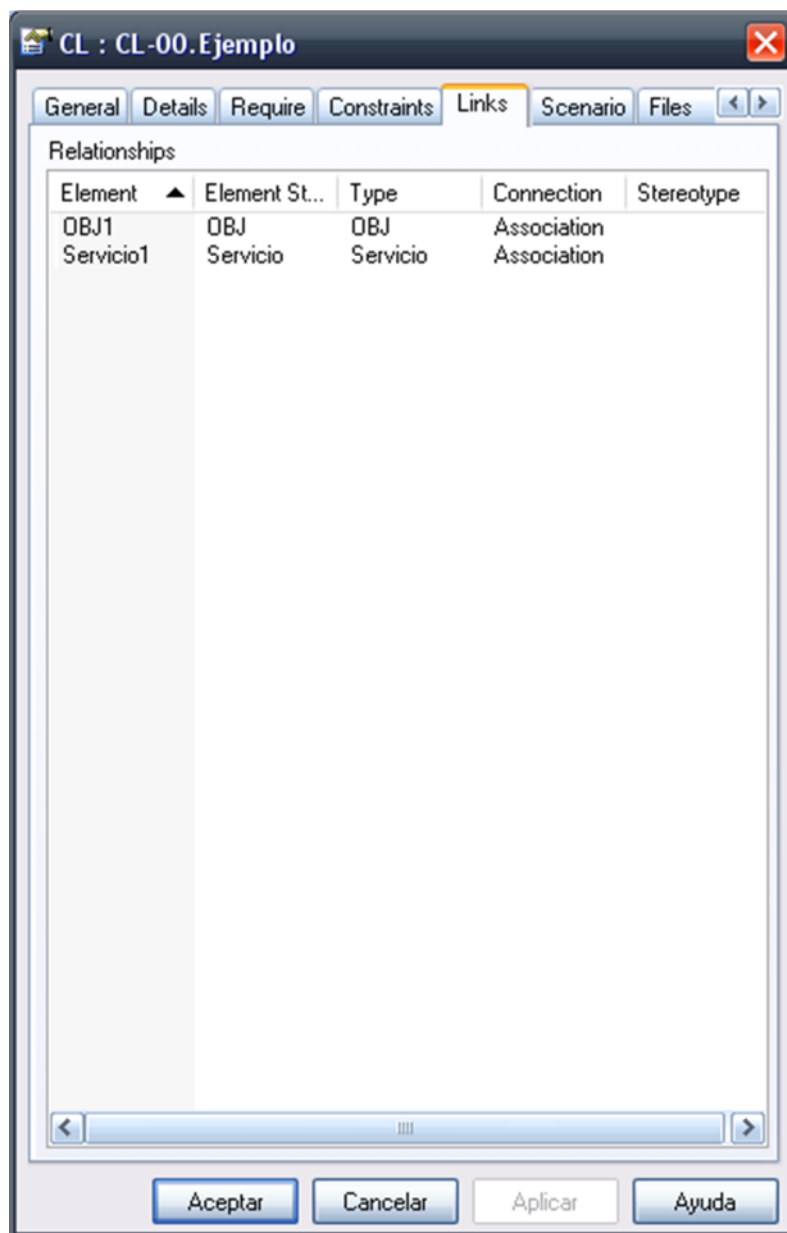 CL : CL-00.Ejemplo
General Details Require Constraints Links Scenario Files
Relationships
Element Element St... Type Connection Stereotype
OBJ1 OBJ OBJ Association
Servicio1 Servicio Servicio Association
Aceptar Cancelar Aplicar Ayuda